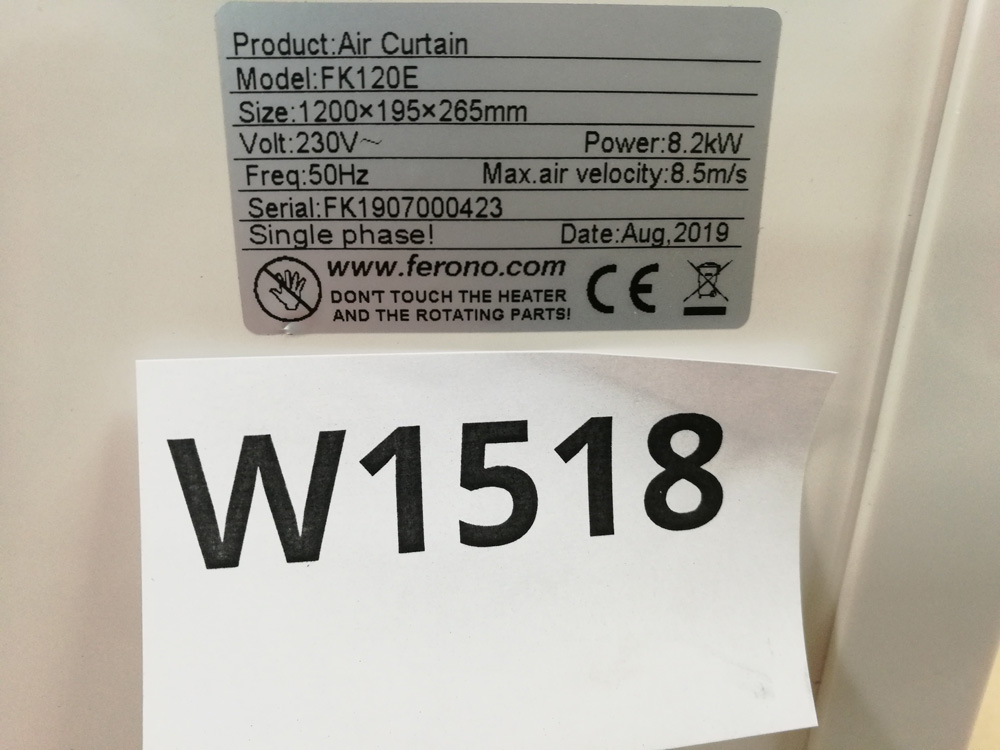 Product:Air Curtain
Model:FK120E
Size:1200×195×265mm
Volt:230V~ Power:8.2kW
Freq:50Hz Max.air velocity:8.5m/s
Serial:FK1907000423
Single phase! Date:Aug,2019
www.ferono.com
DON'T TOUCH THE HEATER
AND THE ROTATING PARTS!
CE
W1518